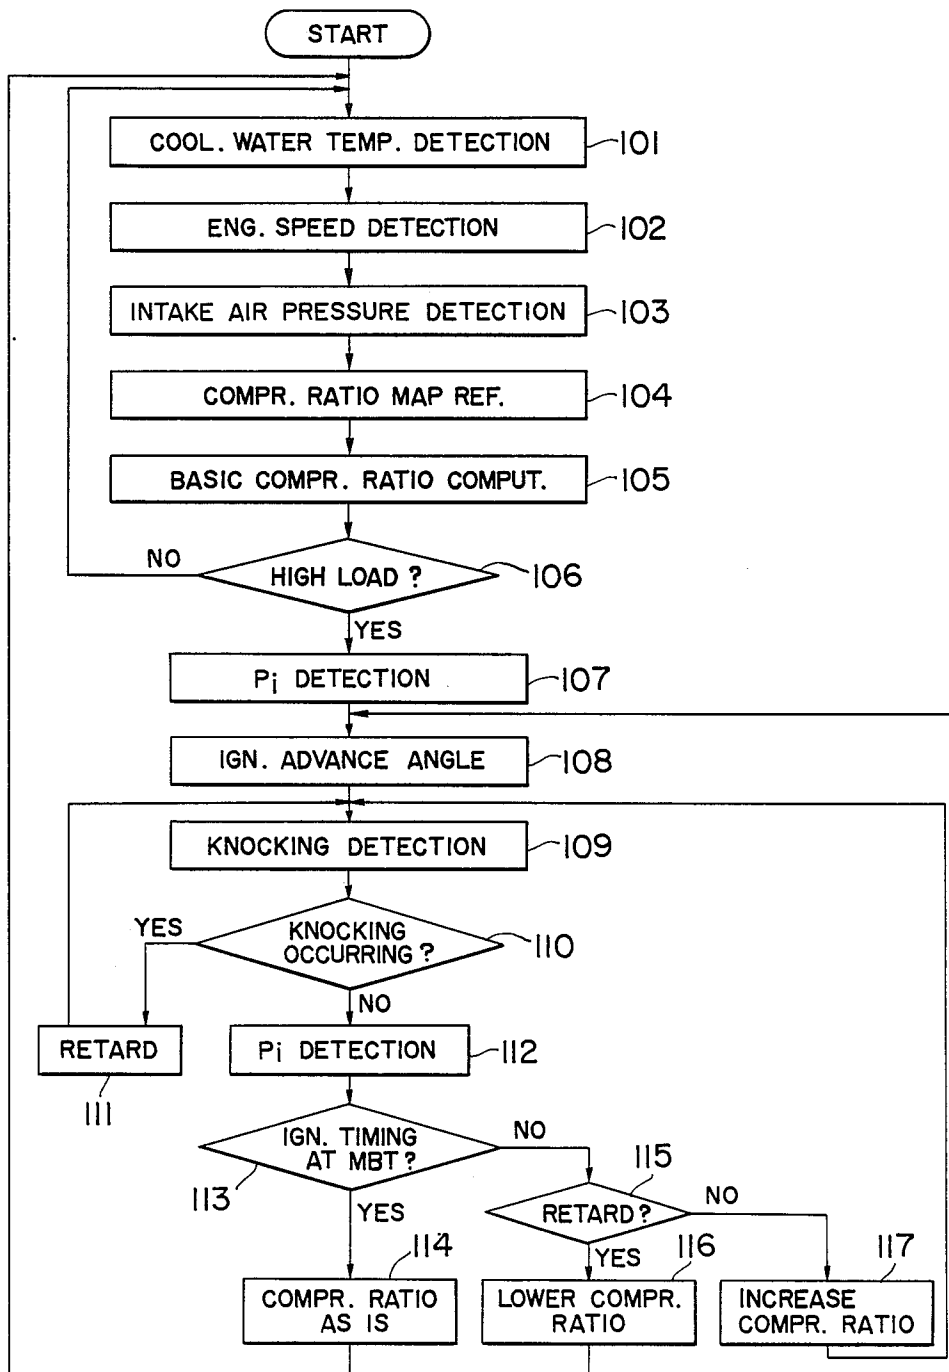 START
COOL. WATER TEMP. DETECTION
101
ENG. SPEED DETECTION
102
INTAKE AIR PRESSURE DETECTION
103
COMPR. RATIO MAP REF.
104
BASIC COMPR. RATIO COMPUT.
105
NO
HIGH LOAD ?
106
YES
Pi DETECTION
107
IGN. ADVANCE ANGLE
108
KNOCKING DETECTION
109
YES
KNOCKING
OCCURRING ?
110
NO
RETARD
111
Pi DETECTION
112
IGN. TIMING
AT MBT?
113
NO
YES
115
RETARD?
NO
YES
114
COMPR. RATIO
AS IS
116
LOWER COMPR.
RATIO
117
INCREASE
COMPR. RATIO